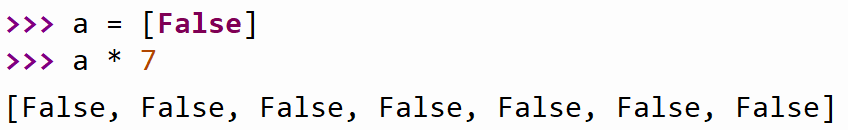 >>> a = [False]
>>> a * 7
[False, False, False, False, False, False, False]